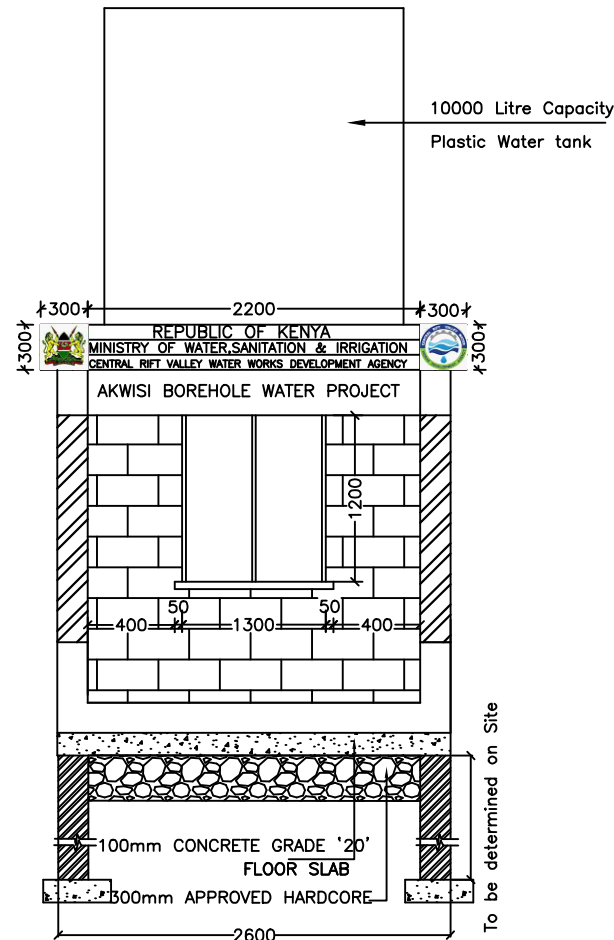 10000 Litre Capacity
Plastic Water tank
300
2200
300
300
300
REPUBLIC OF KENYA
MINISTRY OF WATER,SANITATION & IRRIGATION
CENTRAL RIFT VALLEY WATER WORKS DEVELOPMENT AGENCY
AKWISI BOREHOLE WATER PROJECT
1200
50
50
400
1300
400
To be determined on Site
100mm CONCRETE GRADE '20'
FLOOR SLAB
300mm APPROVED HARDCORE
2600